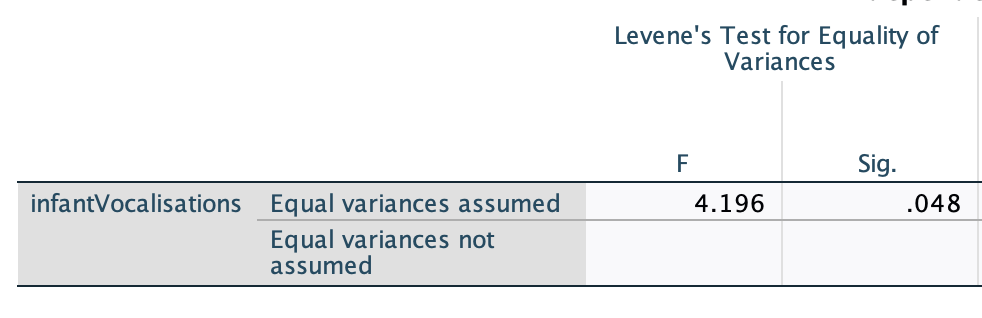 Levene's Test for Equality of
Variances
F Sig.
infantVocalisations Equal variances assumed 4.196 .048
Equal variances not
assumed